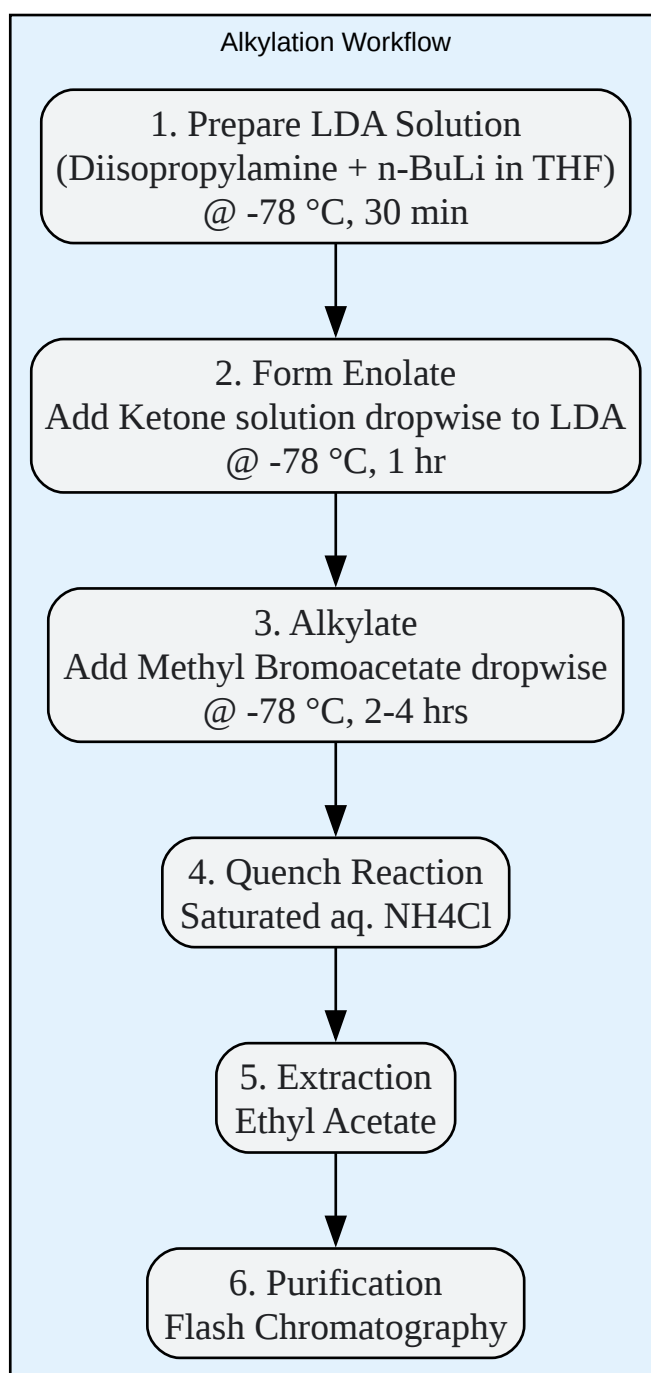 Alkylation Workflow
1. Prepare LDA Solution
(Diisopropylamine + n-BuLi in THF)
@ -78 °C, 30 min
2. Form Enolate
Add Ketone solution dropwise to LDA
@ -78 °C, 1 hr
3. Alkylate
Add Methyl Bromoacetate dropwise
@ -78 °C, 2-4 hrs
4. Quench Reaction
Saturated aq. NH4Cl
5. Extraction
Ethyl Acetate
6. Purification
Flash Chromatography